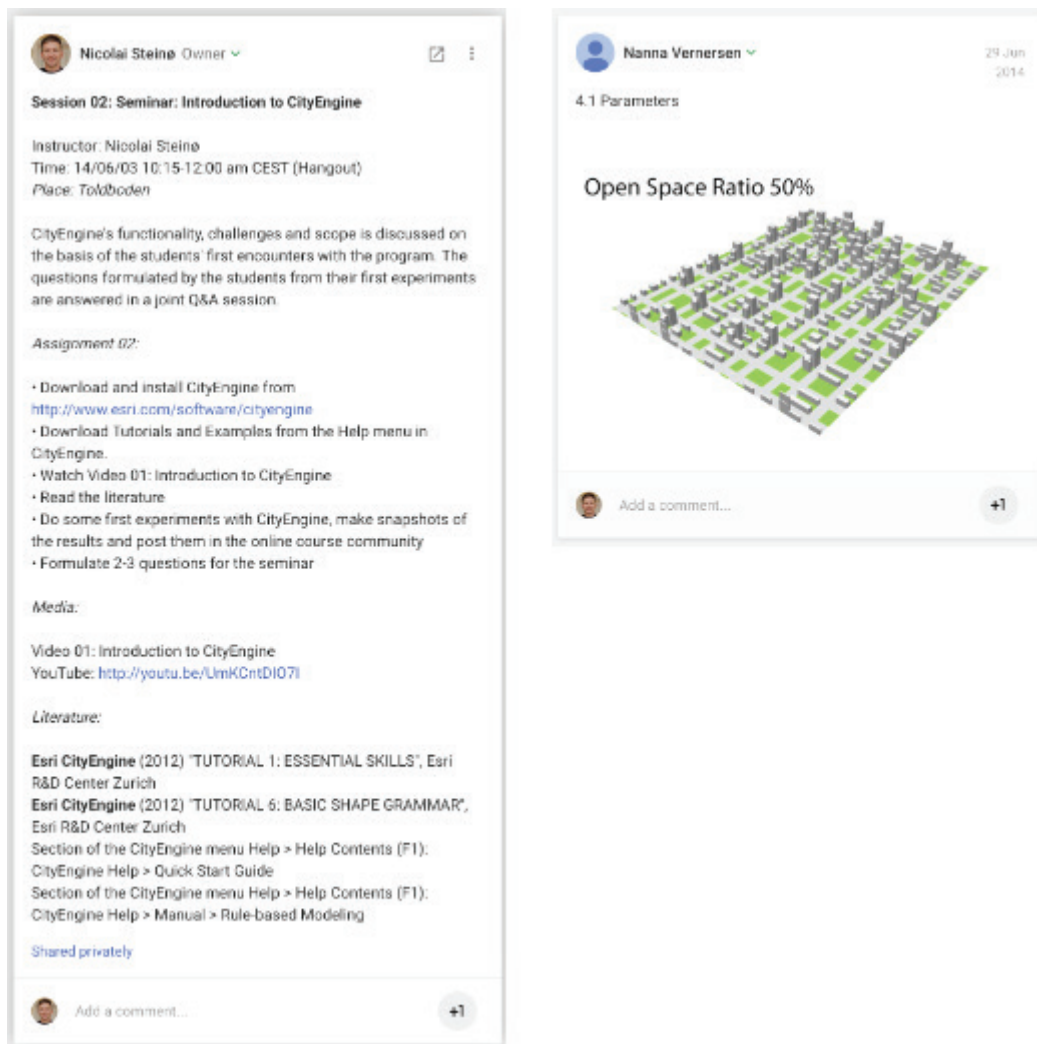 Nicolai Steinø Owner
Session 02: Seminar: Introduction to CityEngine
Instructor: Nicolai Steinø
Time: 14/06/03 10:15-12:00 am CEST (Hangout)
Place: Toldboden
CityEngine's functionality, challenges and scope is discussed on
the basis of the students' first encounters with the program. The
questions formulated by the students from their first experiments
are answered in a joint Q&A session.
Assignment 02:
• Download and install CityEngine from
http://www.esri.com/software/cityengine
• Download Tutorials and Examples from the Help menu in
CityEngine.
• Watch Video 01: Introduction to CityEngine
• Read the literature
• Do some first experiments with CityEngine, make snapshots of
the results and post them in the online course community
• Formulate 2-3 questions for the seminar
Media:
Video 01: Introduction to CityEngine
YouTube: http://youtu.be/UmKCntDIO7I
Literature:
Esri CityEngine (2012) "TUTORIAL 1: ESSENTIAL SKILLS", Esri
R&D Center Zurich
Esri CityEngine (2012) "TUTORIAL 6: BASIC SHAPE GRAMMAR",
Esri R&D Center Zurich
Section of the CityEngine menu Help > Help Contents (F1):
CityEngine Help > Quick Start Guide
Section of the CityEngine menu Help > Help Contents (F1):
CityEngine Help > Manual > Rule-based Modeling
Shared privately
Add a comment...
+1
Nanna Vernersen
29 Jun
2014
4.1 Parameters
Open Space Ratio 50%
Add a comment...
+1